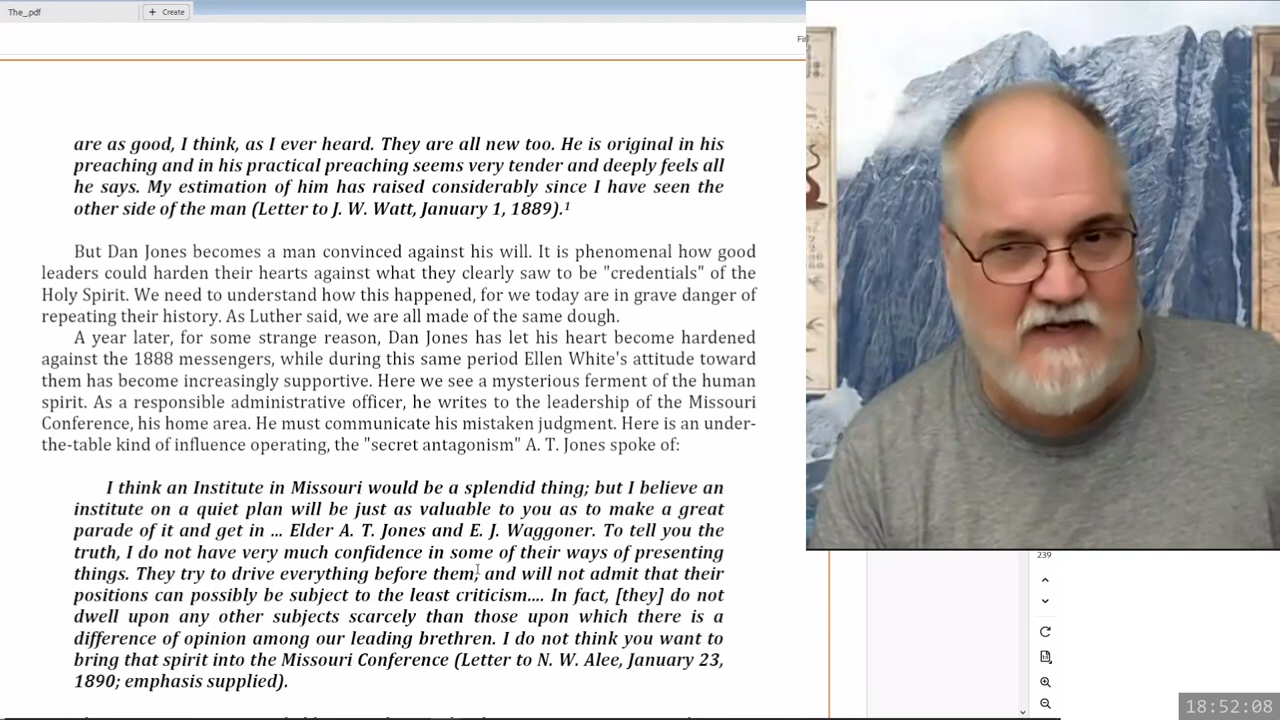 The_.pdf
+ Create
are as good, I think, as I ever heard. They are all new too. He is original in his
preaching and in his practical preaching seems very tender and deeply feels all
he says. My estimation of him has raised considerably since I have seen the
other side of the man (Letter to J. W. Watt, January 1, 1889).¹
But Dan Jones becomes a man convinced against his will. It is phenomenal how good
leaders could harden their hearts against what they clearly saw to be "credentials" of the
Holy Spirit. We need to understand how this happened, for we today are in grave danger of
repeating their history. As Luther said, we are all made of the same dough.
A year later, for some strange reason, Dan Jones has let his heart become hardened
against the 1888 messengers, while during this same period Ellen White's attitude toward
them has become increasingly supportive. Here we see a mysterious ferment of the human
spirit. As a responsible administrative officer, he writes to the leadership of the Missouri
Conference, his home area. He must communicate his mistaken judgment. Here is an under-
the-table kind of influence operating, the "secret antagonism" A. T. Jones spoke of:
I think an Institute in Missouri would be a splendid thing; but I believe an
institute on a quiet plan will be just as valuable to you as to make a great
parade of it and get in ... Elder A. T. Jones and E. J. Waggoner. To tell you the
truth, I do not have very much confidence in some of their ways of presenting
things. They try to drive everything before them, and will not admit that their
positions can possibly be subject to the least criticism.... In fact, [they] do not
dwell upon any other subjects scarcely than those upon which there is a
difference of opinion among our leading brethren. I do not think you want to
bring that spirit into the Missouri Conference (Letter to N. W. Alee, January 23,
1890; emphasis supplied).
239
18:52:08